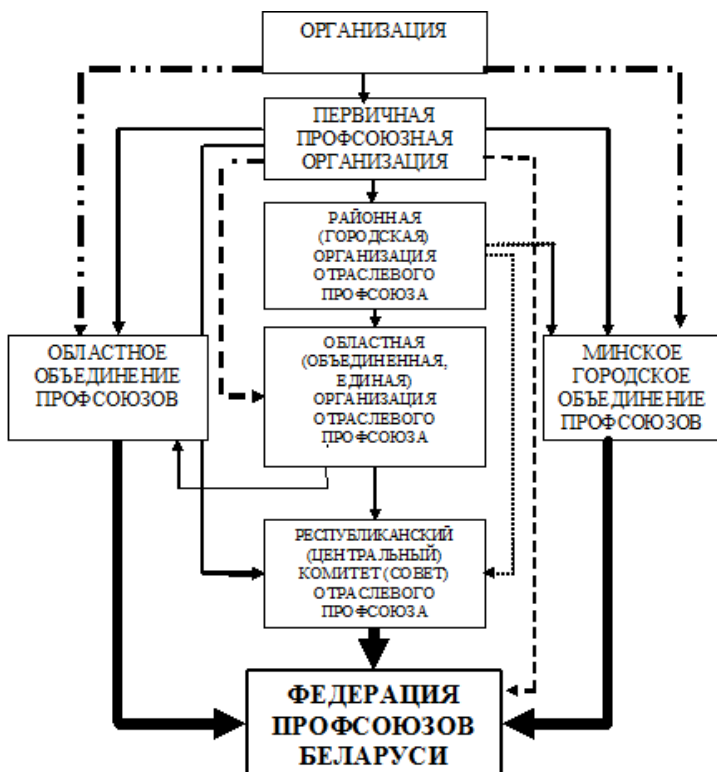 ОРГАНИЗАЦИЯ
ПЕРВИЧНАЯ
ПРОФСОЮЗНАЯ
ОРГАНИЗАЦИЯ
РАЙОННАЯ
(ГОРОДСКАЯ)
ОРГАНИЗАЦИЯ
ОТРАСЛЕВОГО
ПРОФСОЮЗА
ОБЛАСТНОЕ
ОБЪЕДИНЕНИЕ
ПРОФСОЮЗОВ
ОБЛАСТНАЯ
(ОБЪЕДИНЕННАЯ,
ЕДИНАЯ)
ОРГАНИЗАЦИЯ
ОТРАСЛЕВОГО
ПРОФСОЮЗА
МИНСКОЕ
ГОРОДСКОЕ
ОБЪЕДИНЕНИЕ
ПРОФСОЮЗОВ
РЕСПУБЛИКАНСКИЙ
(ЦЕНТРАЛЬНЫЙ)
КОМИТЕТ (СОВЕТ)
ОТРАСЛЕВОГО
ПРОФСОЮЗА
ФЕДЕРАЦИЯ
ПРОФСОЮЗОВ
БЕЛАРУСИ